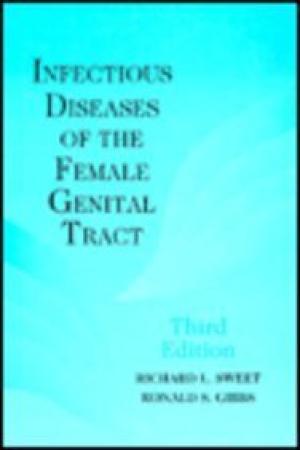 INFECTIOUS
DISEASES
OF THE
FEMALE
GENITAL
TRACT
Third
Edition
RICHARD L. SWEET
RONALD S. GIBBS